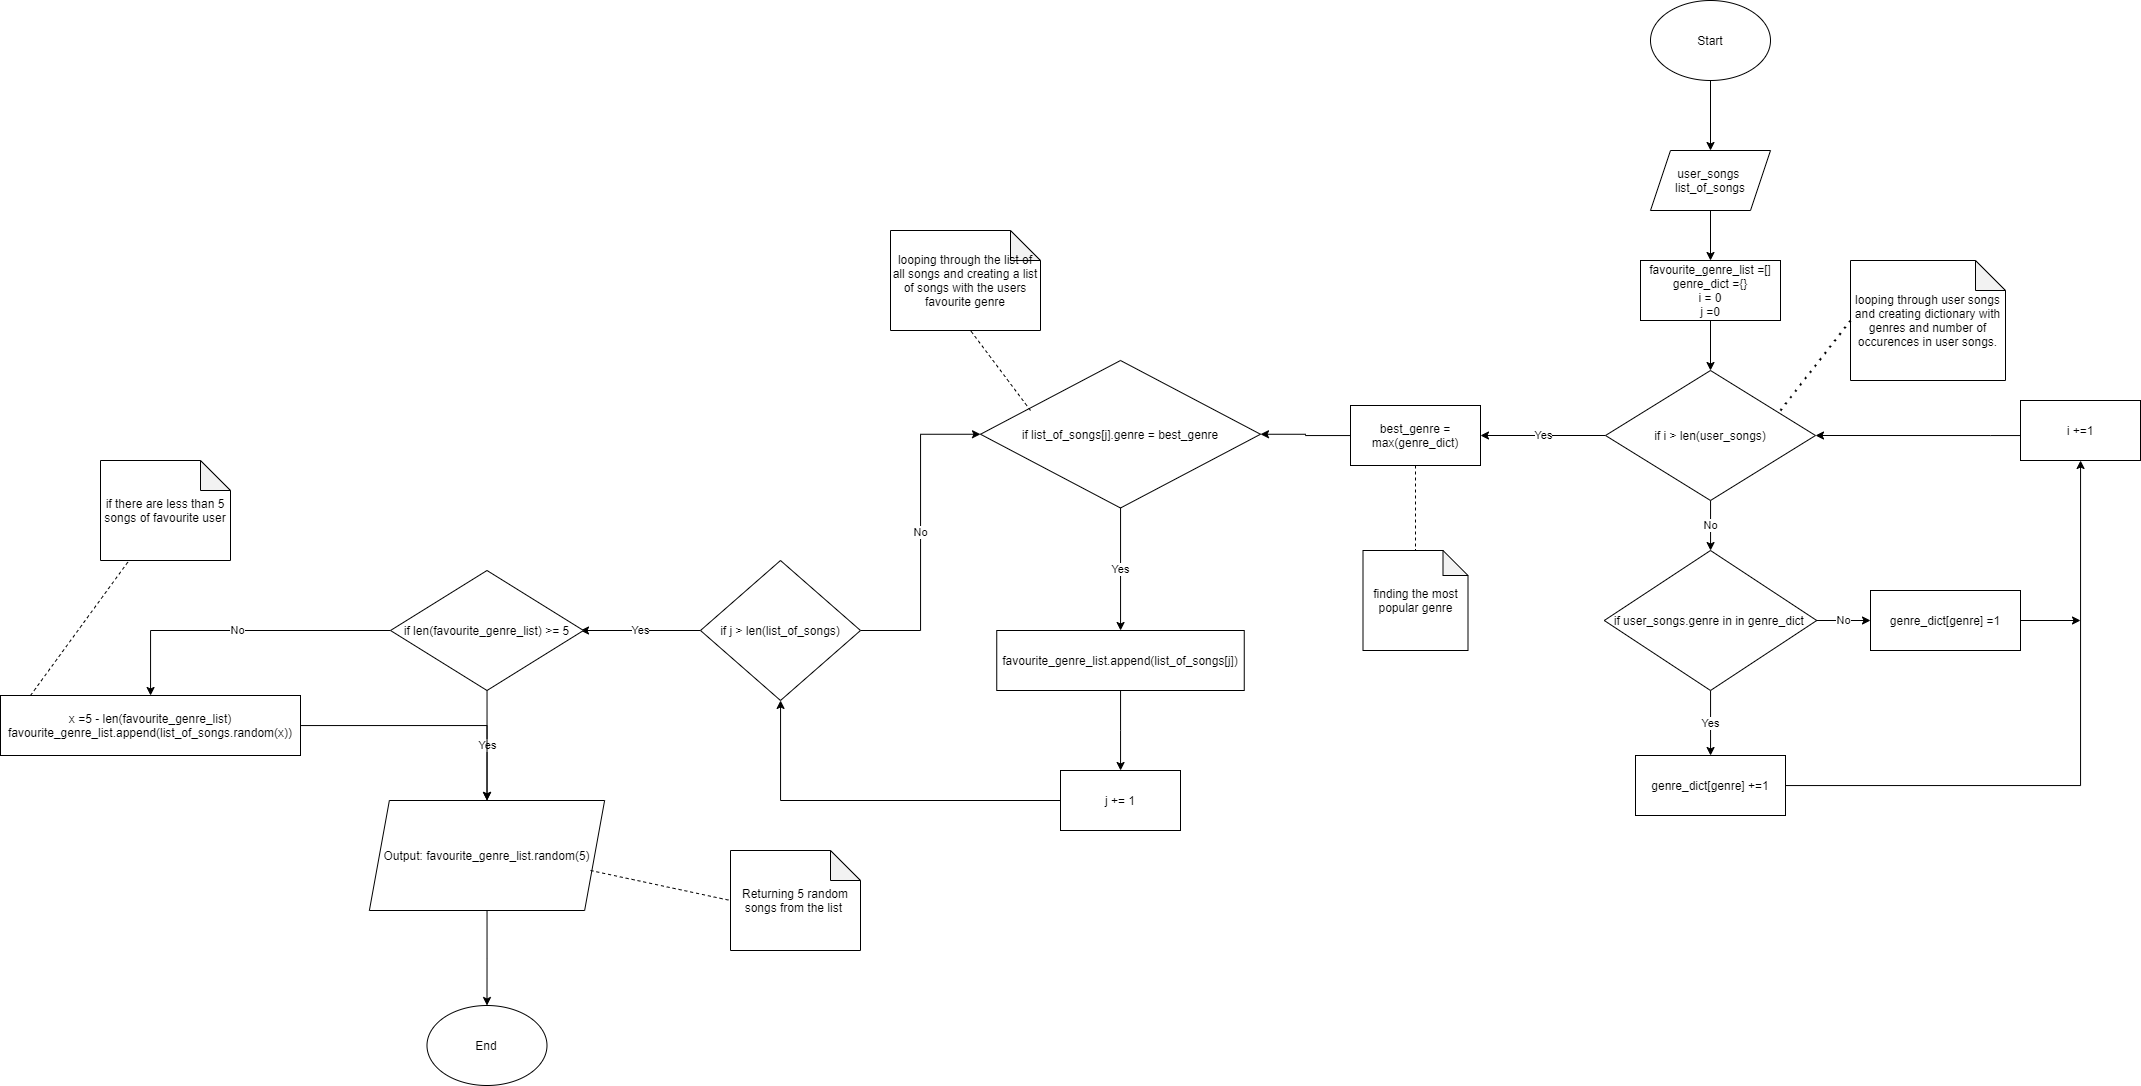 Start
user_songs
list_of_songs
favourite_genre_list =[]
genre_dict ={}
i = 0
j =0
looping through user songs
and creating dictionary with
genres and number of
occurences in user songs.
if i > len(user_songs)
i +=1
No
if user_songs.genre in in genre_dict
No
genre_dict[genre] =1
Yes
genre_dict[genre] +=1
Yes
best_genre =
max(genre_dict)
finding the most
popular genre
looping through the list of
all songs and creating a list
of songs with the users
favourite genre
if list_of_songs[j].genre = best_genre
Yes
favourite_genre_list.append(list_of_songs[j])
j += 1
if j > len(list_of_songs)
No
Yes
if len(favourite_genre_list) >= 5
No
if there are less than 5
songs of favourite user
x =5 - len(favourite_genre_list)
favourite_genre_list.append(list_of_songs.random(x))
Yes
Output: favourite_genre_list.random(5)
Returning 5 random
songs from the list
End